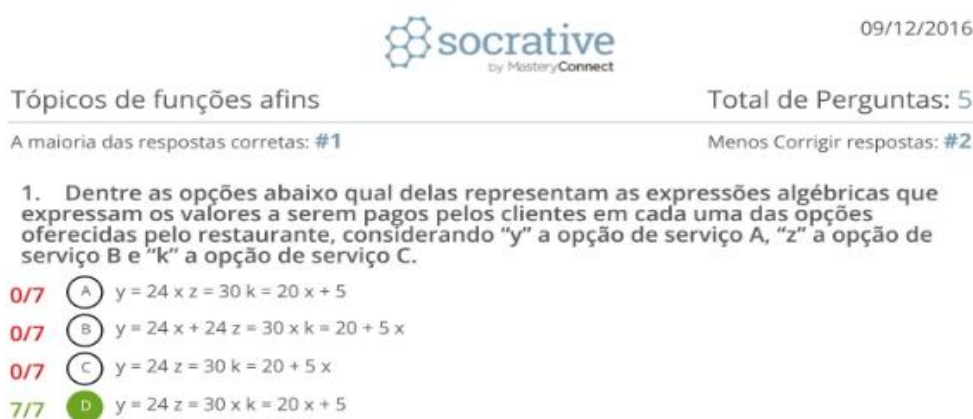 09/12/2016
socrative
by MasteryConnect
Tópicos de funções afins
Total de Perguntas: 5
A maioria das respostas corretas: #1
Menos Corrigir respostas: #2
1. Dentre as opções abaixo qual delas representam as expressões algébricas que
expressam os valores a serem pagos pelos clientes em cada uma das opções
oferecidas pelo restaurante, considerando “y” a opção de serviço A, “z” a opção de
serviço B e “k” a opção de serviço C.
0/7 A y = 24 x z = 30 k = 20 x + 5
0/7 B y = 24 x + 24 z = 30 x k = 20 + 5 x
0/7 C y = 24 z = 30 k = 20 + 5 x
7/7 D y = 24 z = 30 x k = 20 x + 5